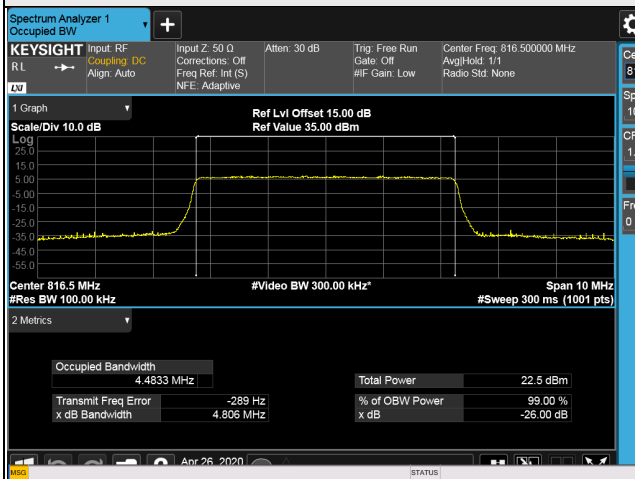 Spectrum Analyzer 1
Occupied BW
KEYSIGHT
RL
LXI
Input: RF
Coupling: DC
Align: Auto
Input Z: 50 Ω
Corrections: Off
Freq Ref: Int (S)
NFE: Adaptive
Atten: 30 dB
Trig: Free Run
Gate: Off
#IF Gain: Low
Center Freq: 816.500000 MHz
Avg|Hold: 1/1
Radio Std: None
1 Graph
Scale/Div 10.0 dB
Ref Lvl Offset 15.00 dB
Ref Value 35.00 dBm
Log
25.0
15.0
5.00
-5.00
-15.0
-25.0
-35.0
-45.0
-55.0
Center 816.5 MHz
#Video BW 300.00 kHz*
Span 10 MHz
#Res BW 100.00 kHz
#Sweep 300 ms (1001 pts)
2 Metrics
Occupied Bandwidth
4.4833 MHz
Total Power 22.5 dBm
Transmit Freq Error -289 Hz
% of OBW Power 99.00 %
x dB Bandwidth 4.806 MHz
x dB -26.00 dB
Apr 26, 2020
MSG
STATUS